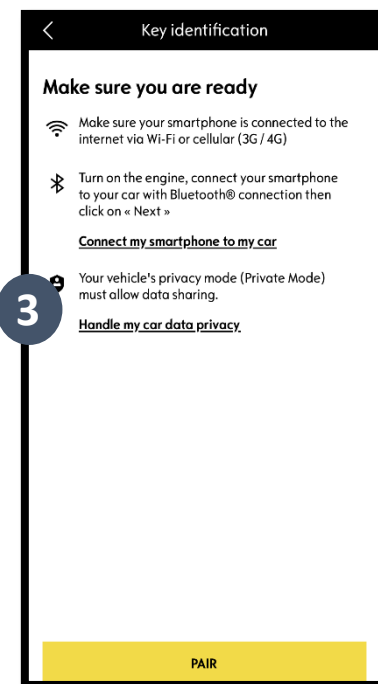 Key identification
Make sure you are ready
Make sure your smartphone is connected to the
internet via Wi-Fi or cellular (3G / 4G)
Turn on the engine, connect your smartphone
to your car with Bluetooth® connection then
click on « Next »
Connect my smartphone to my car
Your vehicle's privacy mode (Private Mode)
must allow data sharing.
3
Handle my car data privacy
PAIR